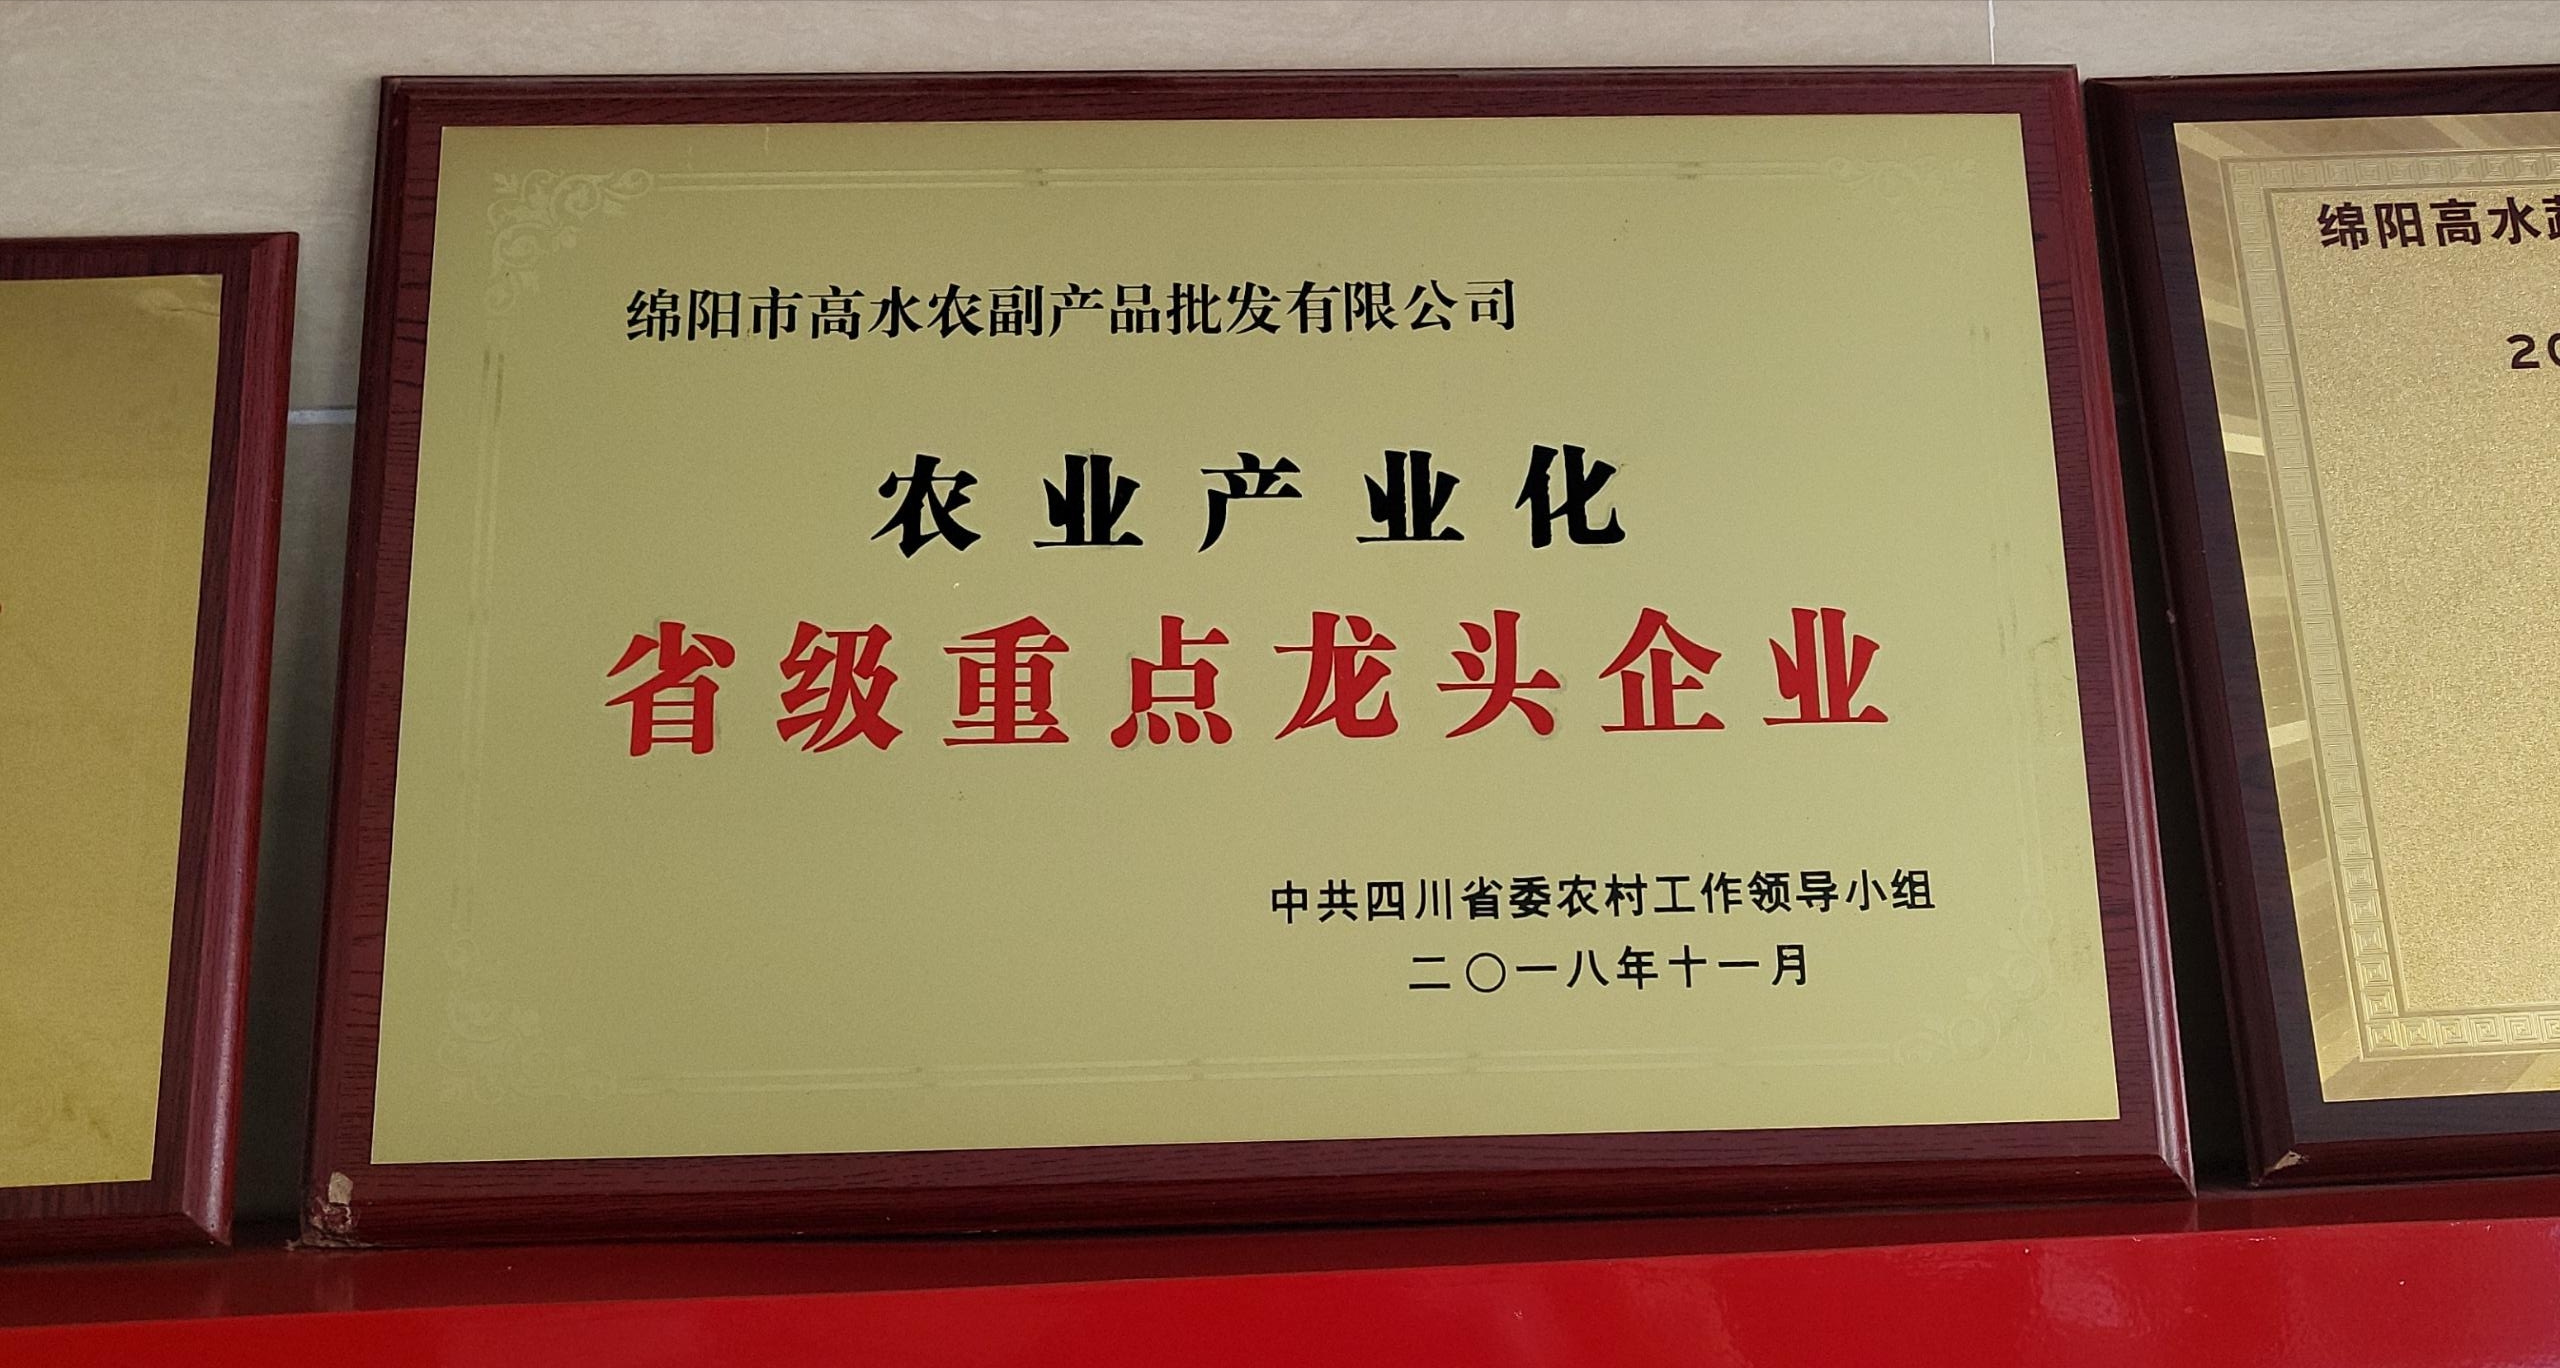 绵阳市高水农副产品批发有限公司
农业产业化
省级重点龙头企业
中共四川省委农村工作领导小组
二〇一八年十一月
绵阳高水
20